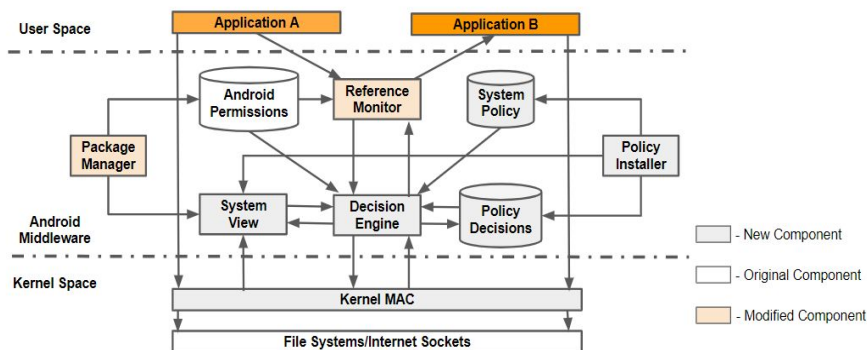 Application A
Application B
User Space
Android
Permissions
Reference
Monitor
System
Policy
Package
Manager
Policy
Installer
System
View
Decision
Engine
Policy
Decisions
Android
Middleware
- New Component
Kernel Space
- Original Component
Kernel MAC
- Modified Component
File Systems/Internet Sockets